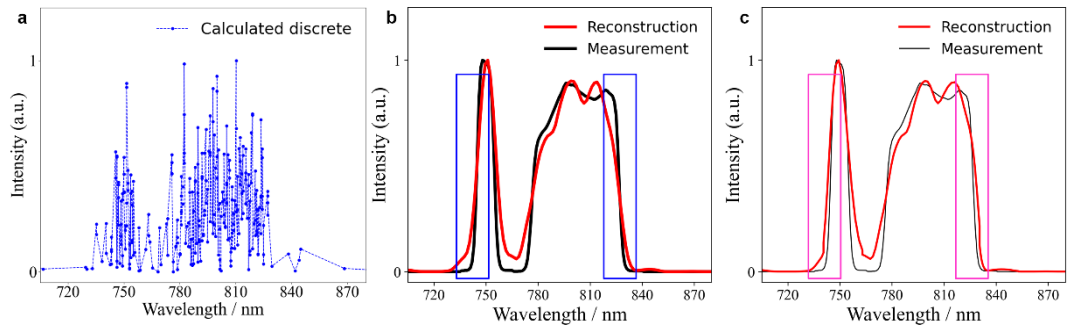 a
Calculated discrete
1
0
Intensity (a.u.)
720 750 780 810 840 870
Wavelength / nm
b
Reconstruction
Measurement
1
0
Intensity (a.u.)
720 750 780 810 840 870
Wavelength / nm
c
Reconstruction
Measurement
1
0
Intensity (a.u.)
720 750 780 810 840 870
Wavelength / nm